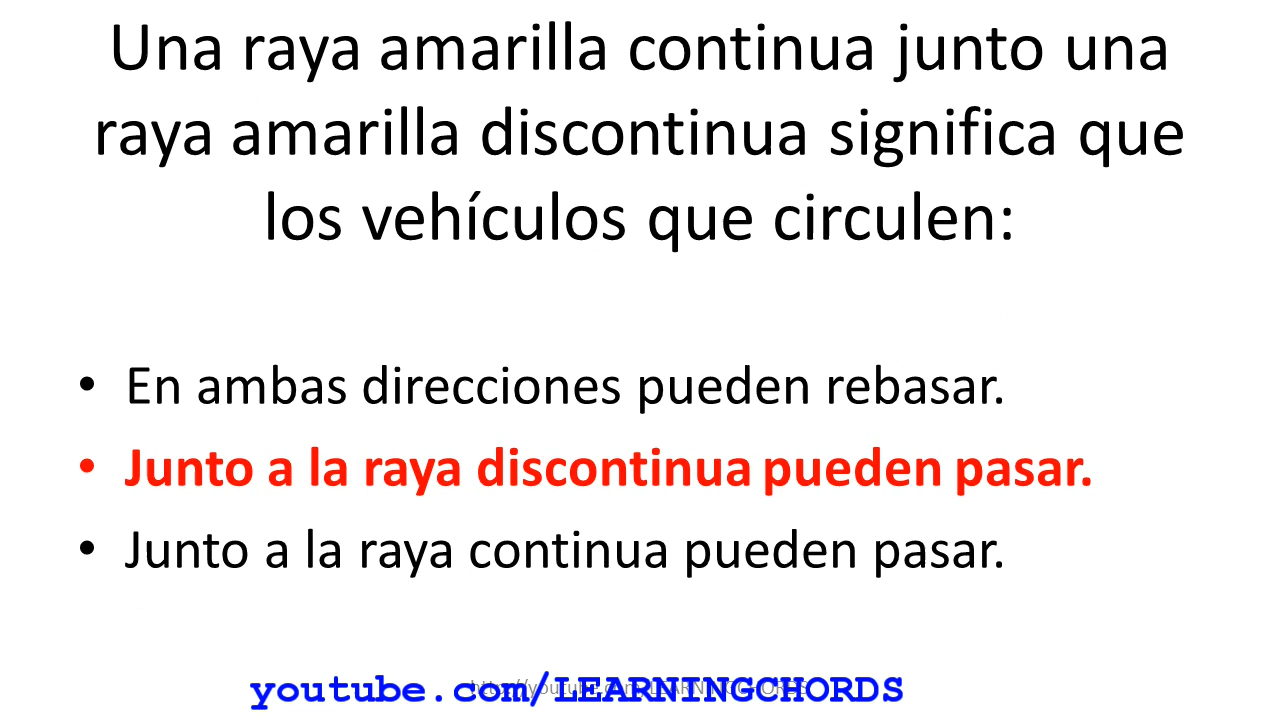 Una raya amarilla continua junto una
raya amarilla discontinua significa que
los vehículos que circulen:
• En ambas direcciones pueden rebasar.
• Junto a la raya discontinua pueden pasar.
• Junto a la raya continua pueden pasar.
youtube.com/LEARNINGCHORDS